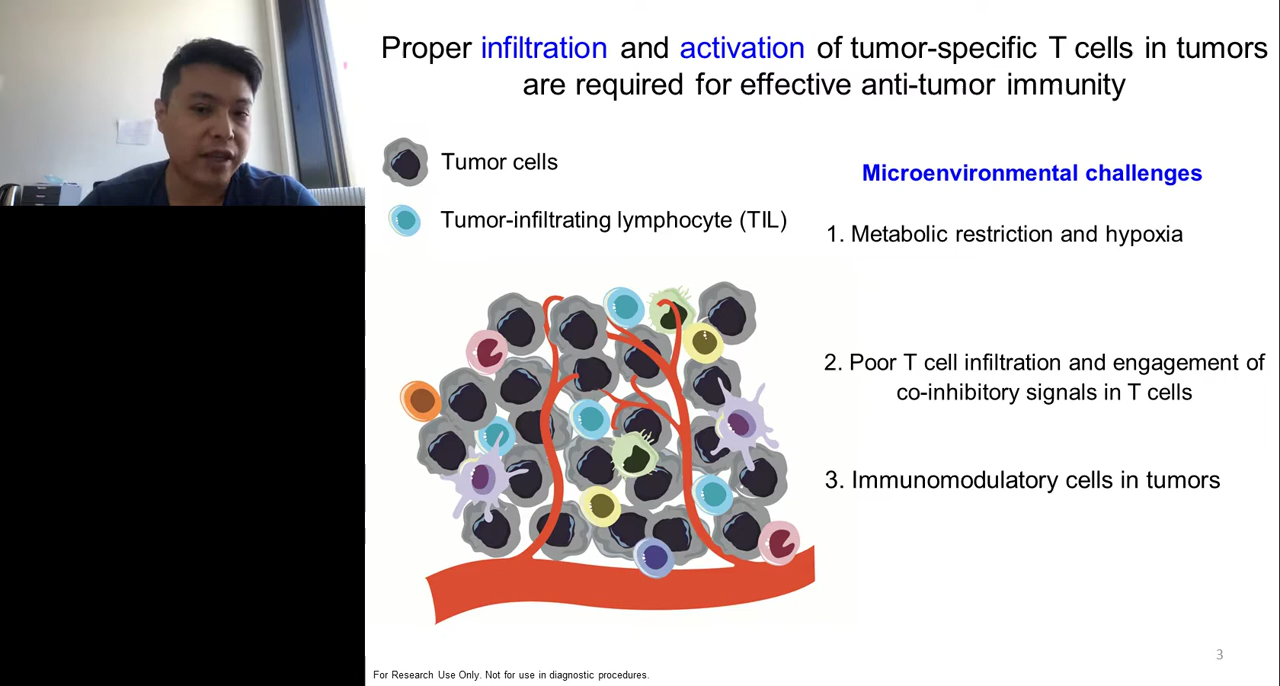 Proper infiltration and activation of tumor-specific T cells in tumors
are required for effective anti-tumor immunity
Tumor cells
Tumor-infiltrating lymphocyte (TIL)
Microenvironmental challenges
1. Metabolic restriction and hypoxia
2. Poor T cell infiltration and engagement of
co-inhibitory signals in T cells
3. Immunomodulatory cells in tumors
3
For Research Use Only. Not for use in diagnostic procedures.